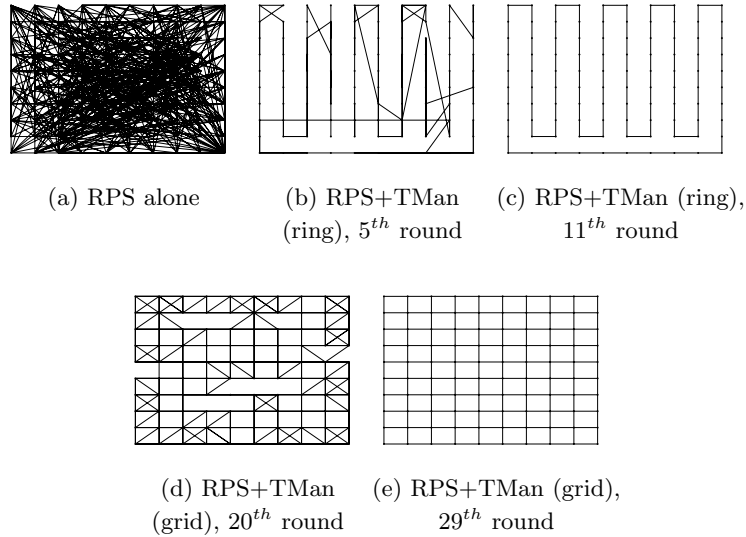 (a) RPS alone
(b) RPS+TMan
(ring), 5th round
(c) RPS+TMan (ring),
11th round
(d) RPS+TMan
(grid), 20th round
(e) RPS+TMan (grid),
29th round